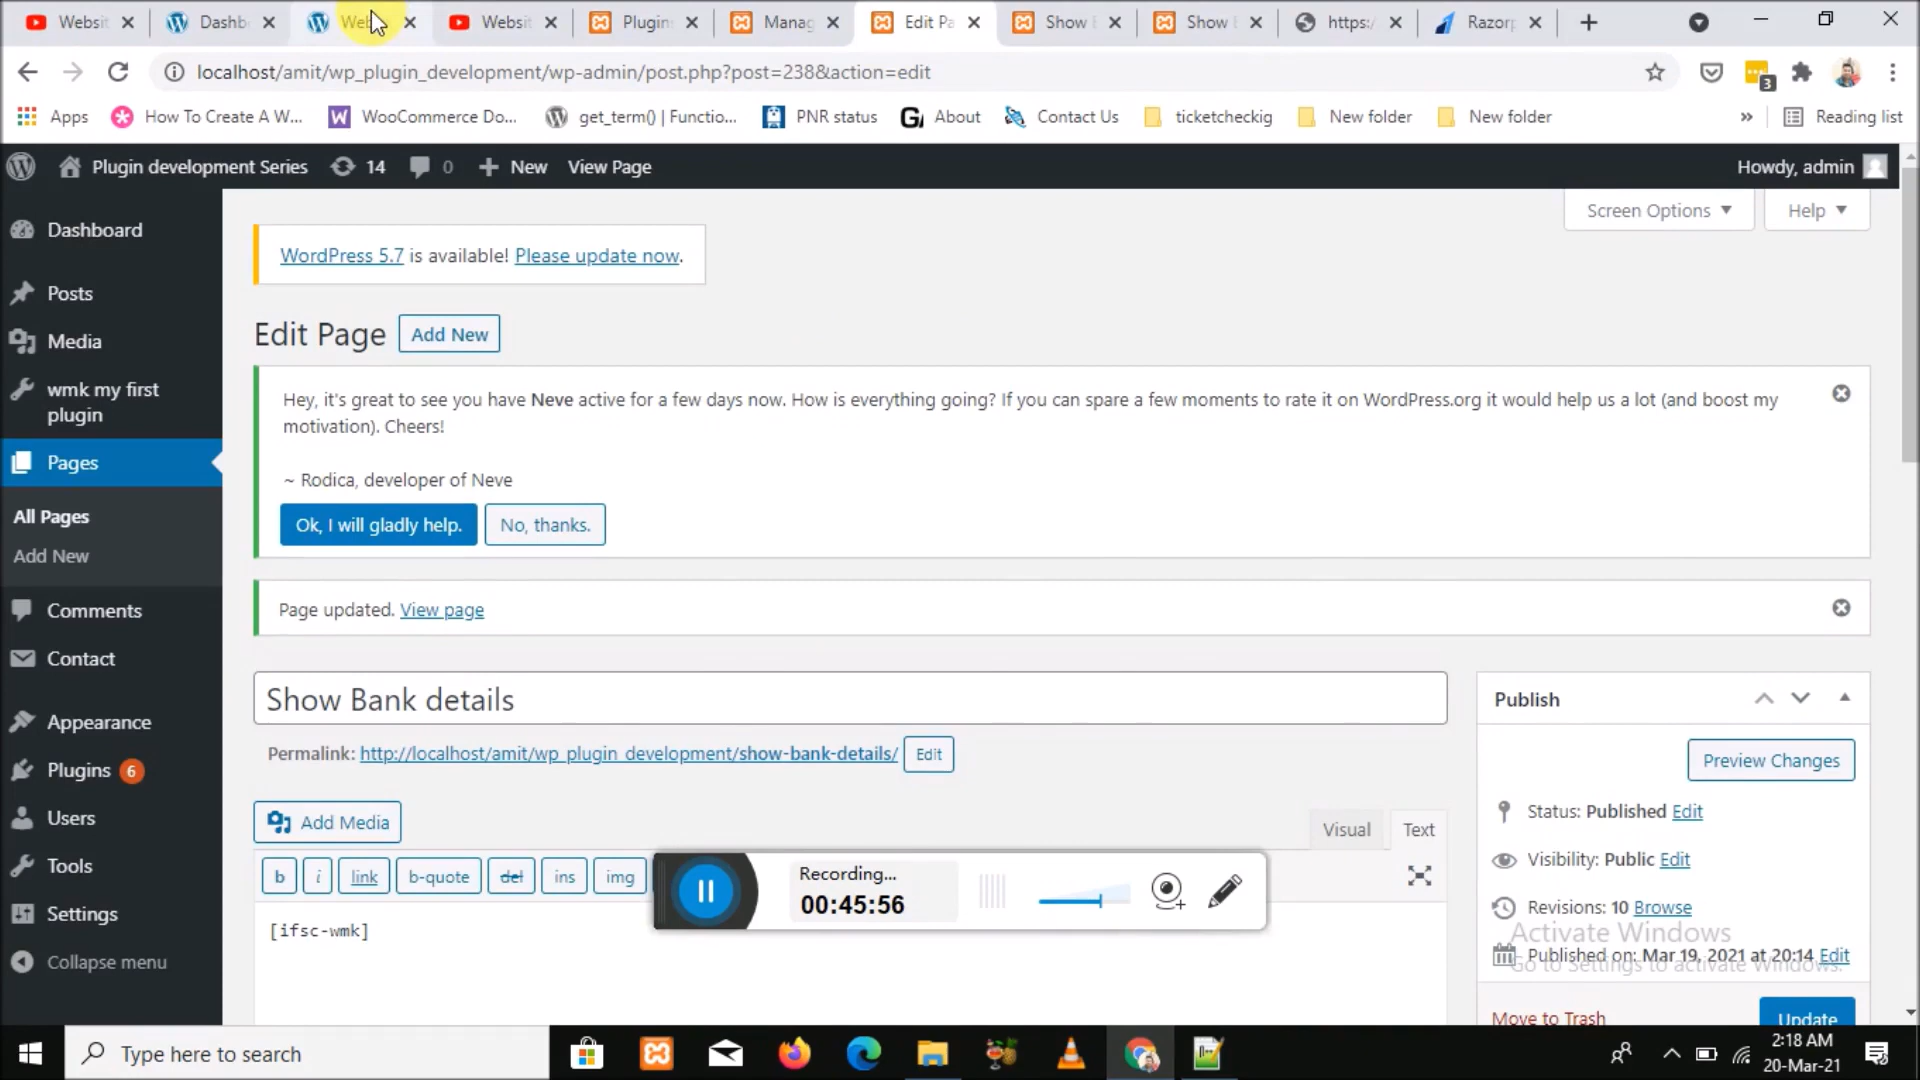 Websit
Dashb
Web
Websit
Plugin
Manag
Edit Pa
Show
Show
https:
Razorp
localhost/amit/wp_plugin_development/wp-admin/post.php?post=238&action=edit
3
Apps
How To Create A W...
WooCommerce Do...
get_term() | Functio...
PNR status
About
Contact Us
ticketcheckig
New folder
New folder
»
Reading list
Plugin development Series
14
0
New
View Page
Howdy, admin
Screen Options
Help
Dashboard
Posts
Media
wmk my first
plugin
Pages
All Pages
Add New
Comments
Contact
Appearance
Plugins 6
Users
Tools
Settings
Collapse menu
WordPress 5.7 is available! Please update now.
Edit Page
Add New
Hey, it's great to see you have Neve active for a few days now. How is everything going? If you can spare a few moments to rate it on WordPress.org it would help us a lot (and boost my
motivation). Cheers!
~ Rodica, developer of Neve
Ok, I will gladly help.
No, thanks.
Page updated. View page
Show Bank details
Permalink: http://localhost/amit/wp_plugin_development/show-bank-details/
Edit
Add Media
Visual
Text
b
i
link
b-quote
del
ins
img
[ifsc-wmk]
Recording...
00:45:56
Publish
Preview Changes
Status: Published Edit
Visibility: Public Edit
Revisions: 10 Browse
Activate Windows
Published on: Mar 19, 2021 at 20:14 Edit
Go to Settings to activate Windows.
Move to Trash
Update
Type here to search
2:18 AM
20-Mar-21